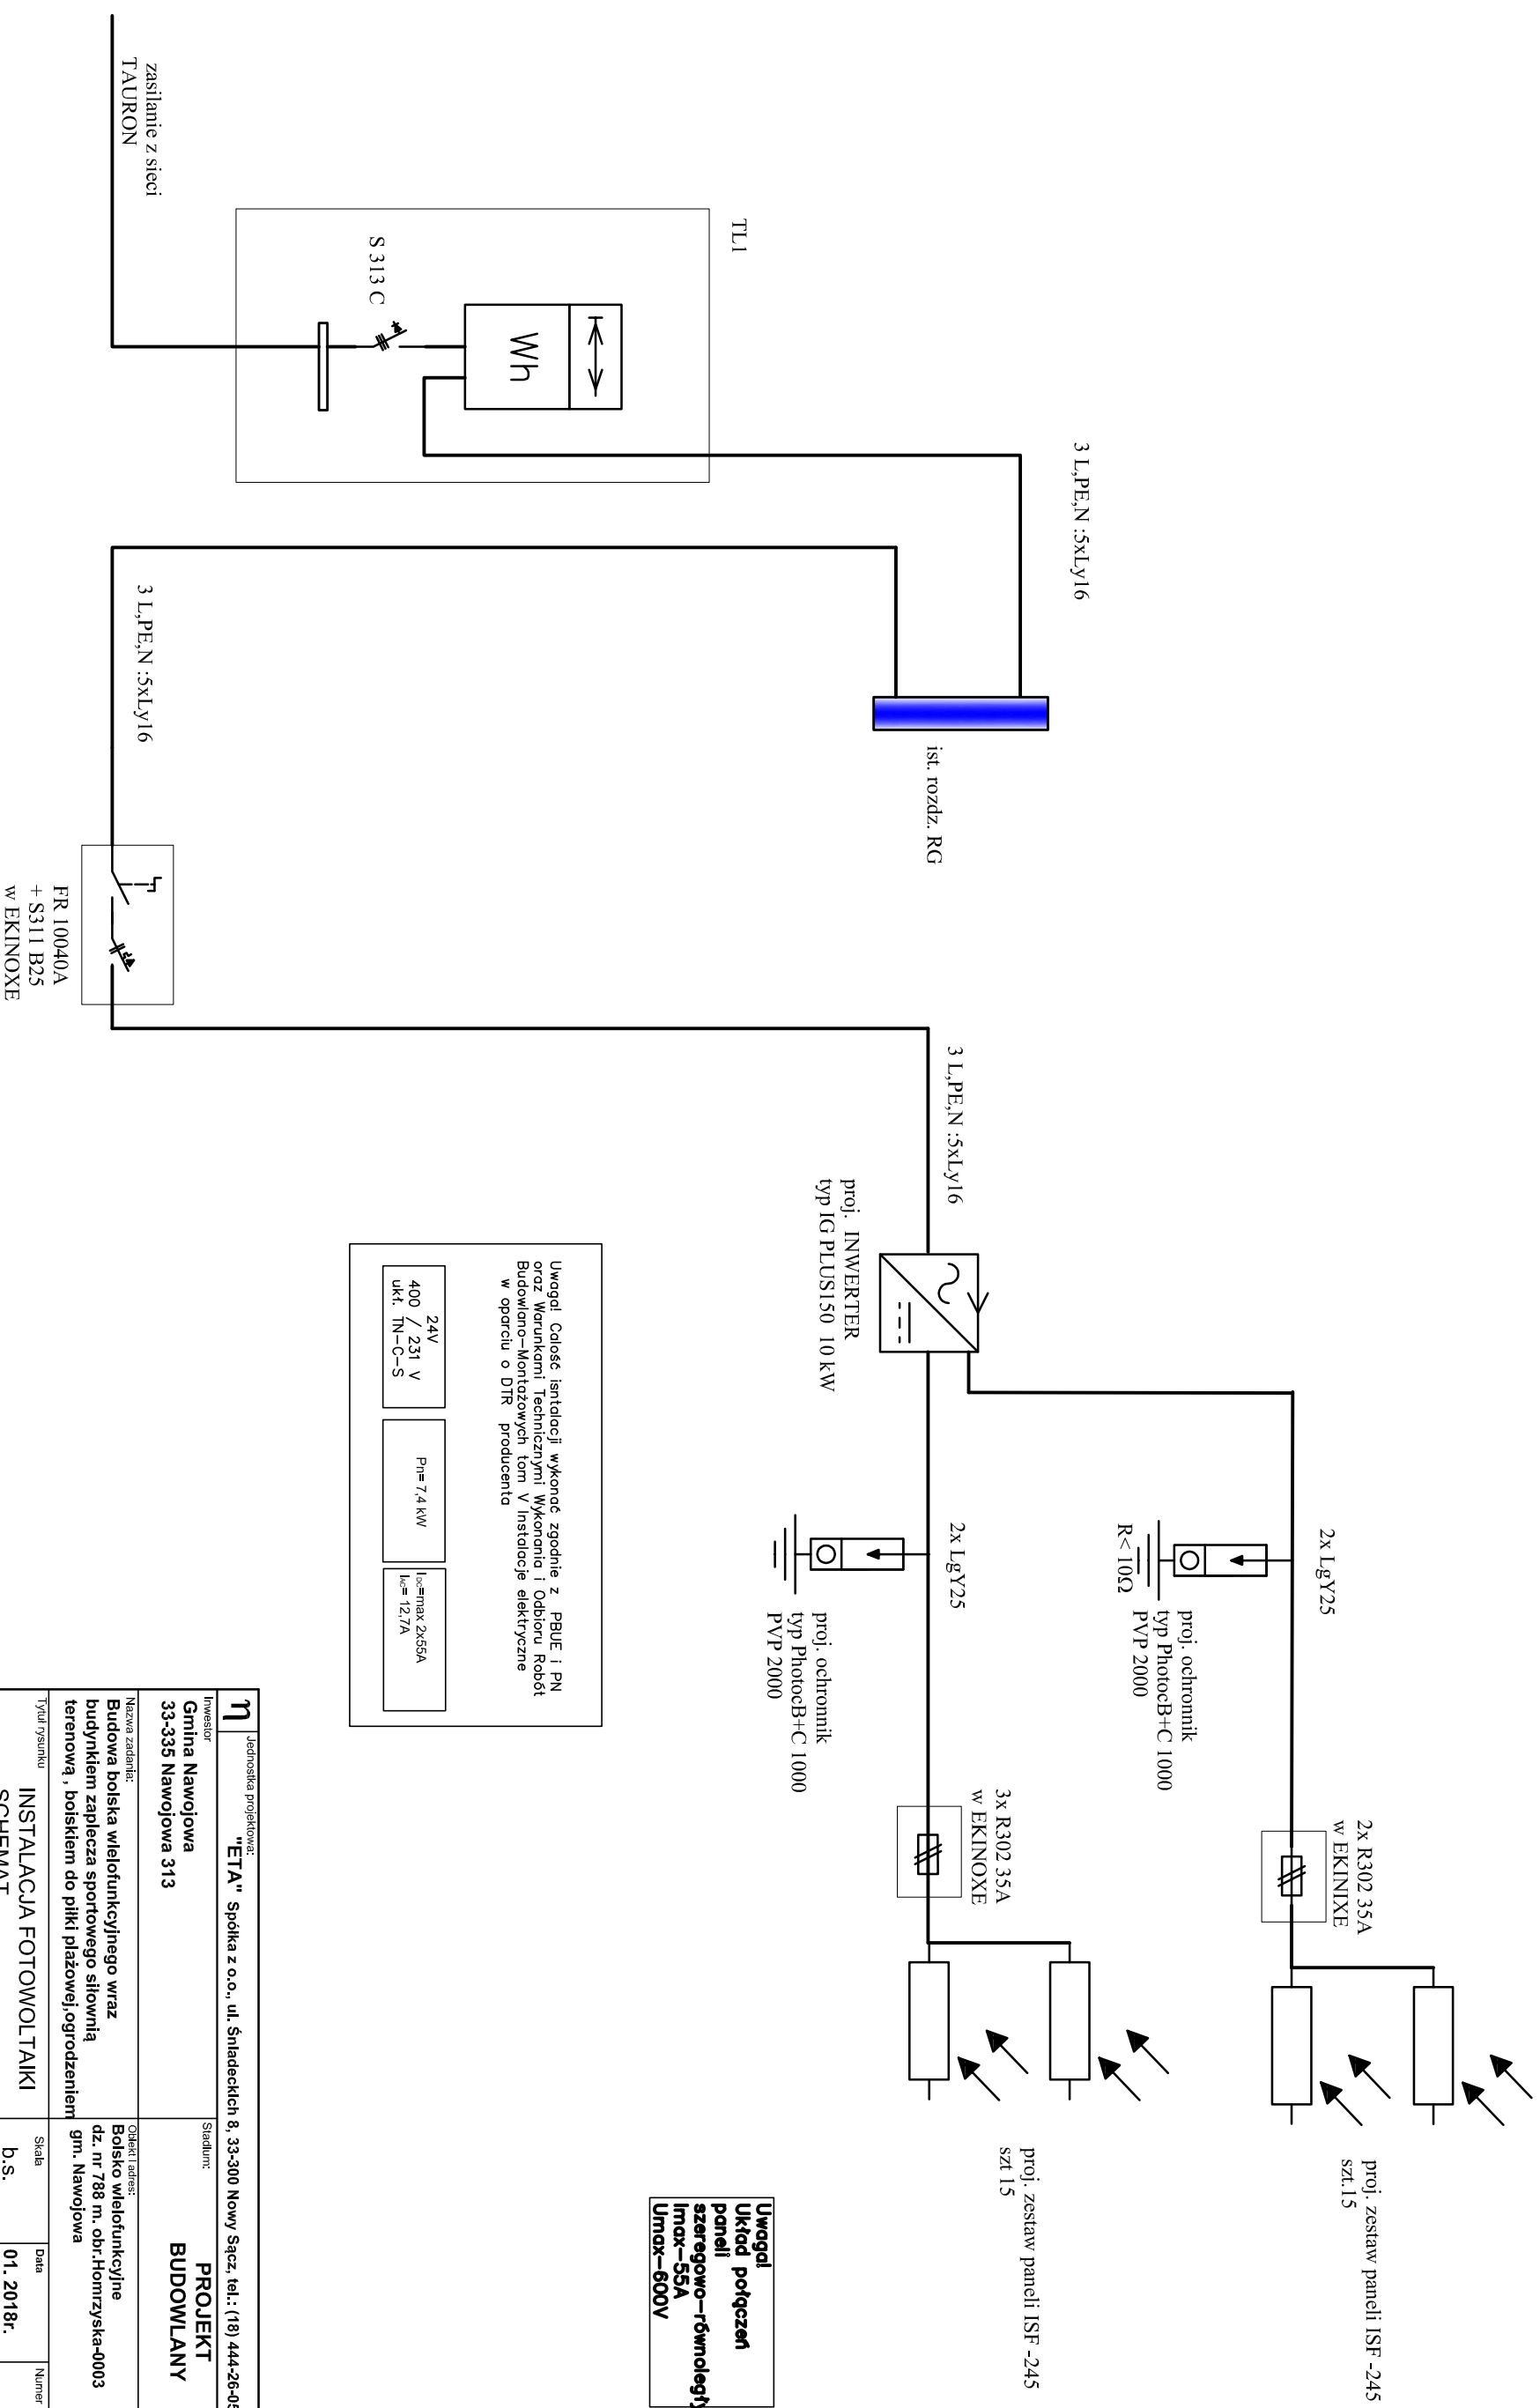 zasilanie z sieci
TAURON
TL1
S 313 C
Wh
3 L,PE,N :5xLy16
ist. rozdz. RG
3 L,PE,N :5xLy16
FR 10040A
+ S311 B25
w EKINOXE
3 L,PE,N :5xLy16
proj. INWERTER
typ IG PLUS150 10 kW
2x LgY25
R< 10Ω
proj. ochronnik
typ PhotocB+C 1000
PVP 2000
2x R302 35A
w EKINIXE
proj. zestaw paneli ISF -245
szt.15
2x LgY25
proj. ochronnik
typ PhotocB+C 1000
PVP 2000
3x R302 35A
w EKINOXE
proj. zestaw paneli ISF -245
szt 15
Uwaga! Calość isntalacji wykonać zgodnie z PBUE i PN
oraz Warunkami Technicznymi Wykonania i Odbioru Robót
Budowlano-Montażowych tom V Instalacje elektryczne
w oparciu o DTR producenta
24V
400 / 231 V
ukł. TN-C-S
Pn= 7,4 kW
IDC=max 2x55A
IAC= 12,7A
Uwaga!
Układ połączeń
paneli
szeregowo-równoległy
Imax-55A
Umax-600V
η
Jednostka projektowa:
"ETA" Spółka z o.o., ul. Śniadeckich 8, 33-300 Nowy Sącz, tel.: (18) 444-26-05
Inwestor
Gmina Nawojowa
33-335 Nawojowa 313
Stadium:
PROJEKT
BUDOWLANY
Nazwa zadania:
Budowa boiska wielofunkcyjnego wraz
budynkiem zaplecza sportowego siłownią
terenową , boiskiem do piłki plażowej,ogrodzeniem
Obiekt i adres:
Boisko wielofunkcyjne
dz. nr 788 m. obr.Homrzyska-0003
gm. Nawojowa
Tytuł rysunku
INSTALACJA FOTOWOLTAIKI
SCHEMAT
Skala
b.s.
Data
01. 2018r.
Numer